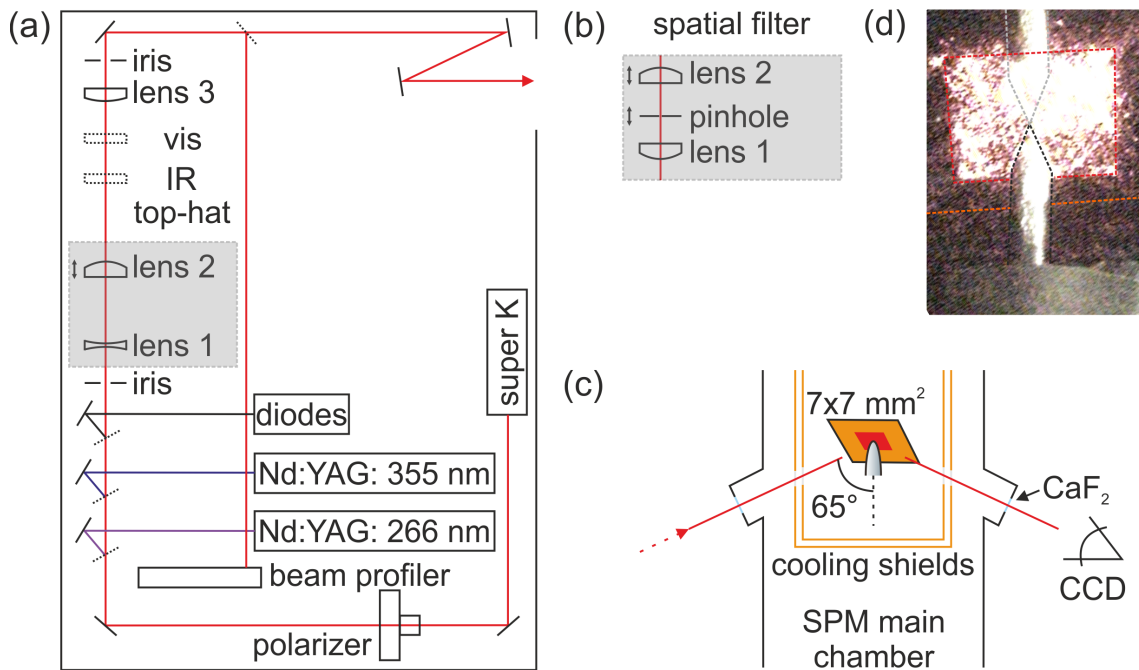 (a)
iris
lens 3
vis
IR
top-hat
lens 2
lens 1
iris
diodes
Nd:YAG: 355 nm
Nd:YAG: 266 nm
beam profiler
polarizer
super K
(b)
spatial filter
lens 2
pinhole
lens 1
(d)
(c)
7x7 mm²
65°
CaF₂
cooling shields
CCD
SPM main
chamber